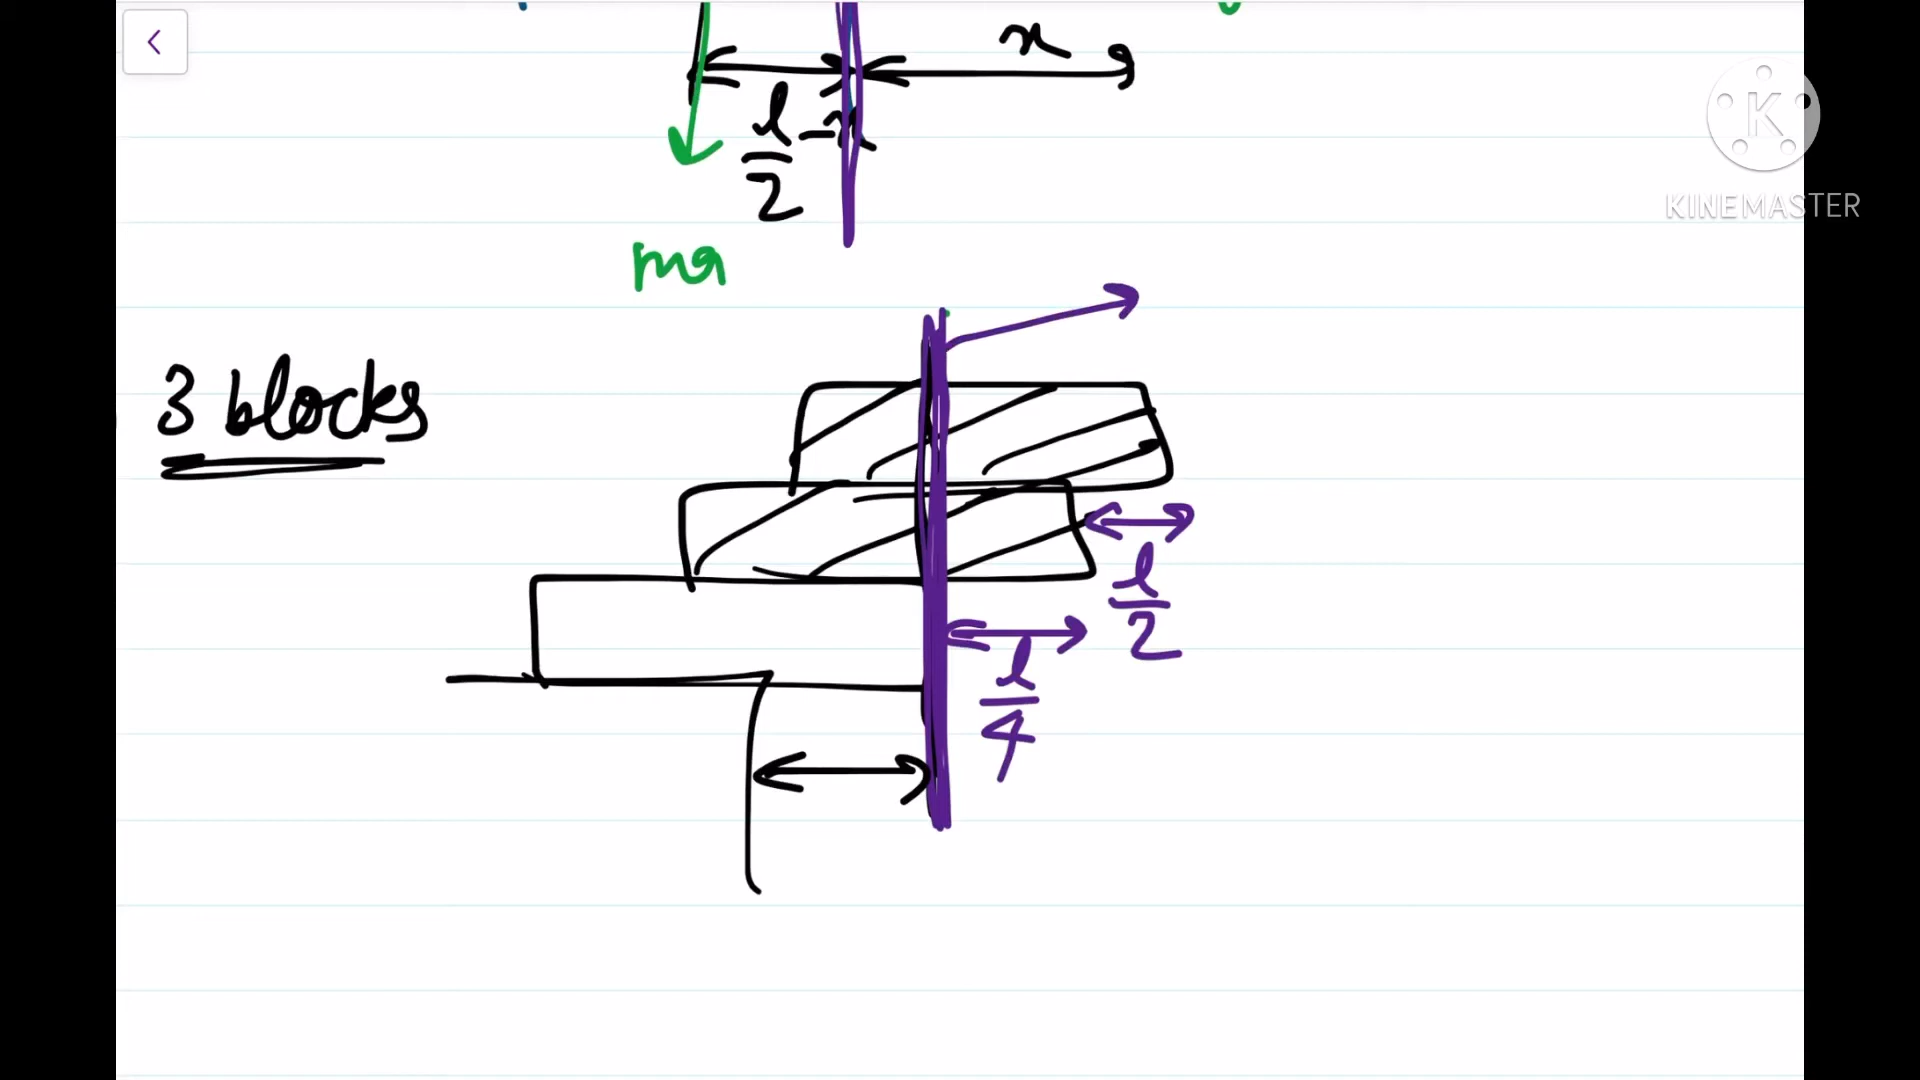 x
l/2 - x
mg
K
KINEMASTER
3 blocks
l/2
l/4